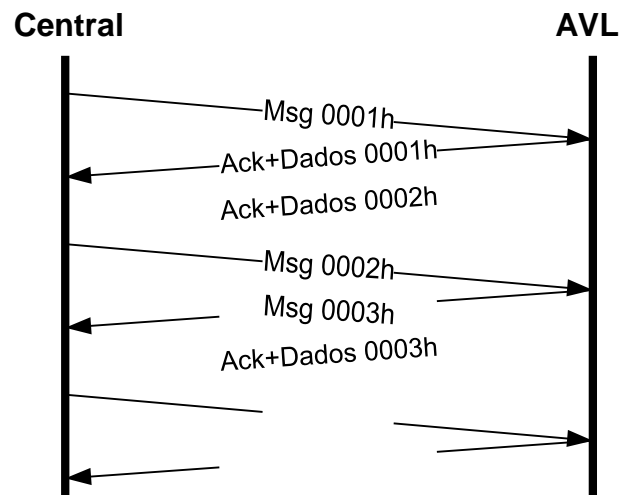 Central
AVL
Msg 0001h
Ack+Dados 0001h
Ack+Dados 0002h
Msg 0002h
Msg 0003h
Ack+Dados 0003h